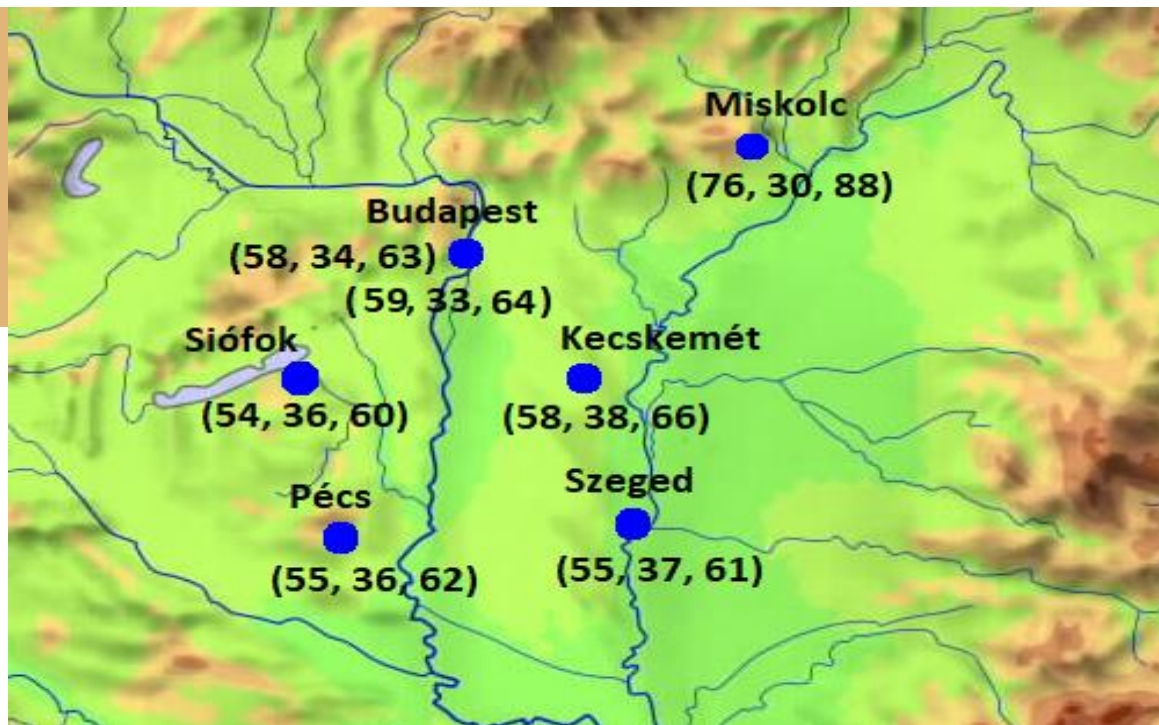 Miskolc
(76, 30, 88)
Budapest
(58, 34, 63)
(59, 33, 64)
Siófok
(54, 36, 60)
Kecskemét
(58, 38, 66)
Pécs
(55, 36, 62)
Szeged
(55, 37, 61)